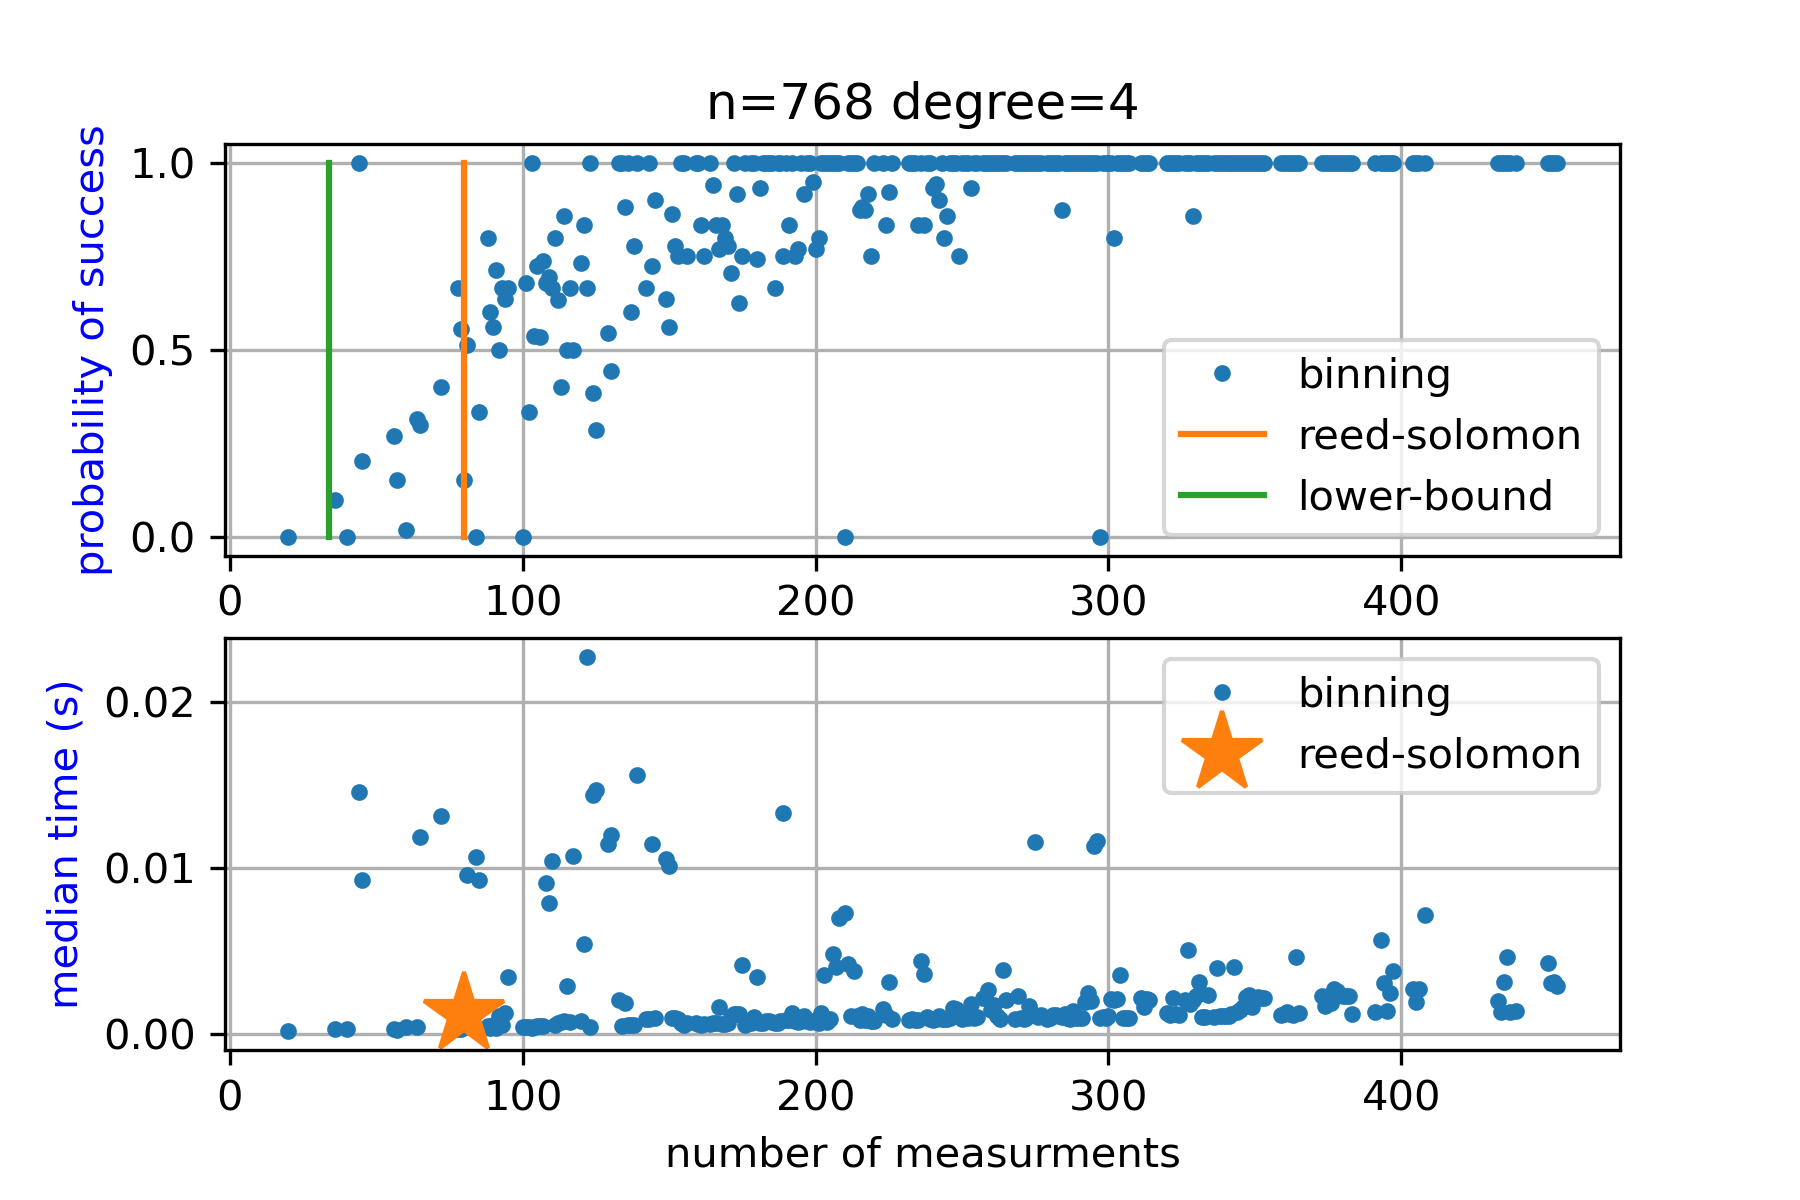 n=768 degree=4
probability of success
1.0
0.5
0.0
binning
reed-solomon
lower-bound
0 100 200 300 400
median time (s)
0.02
0.01
0.00
binning
reed-solomon
0 100 200 300 400
number of measurments